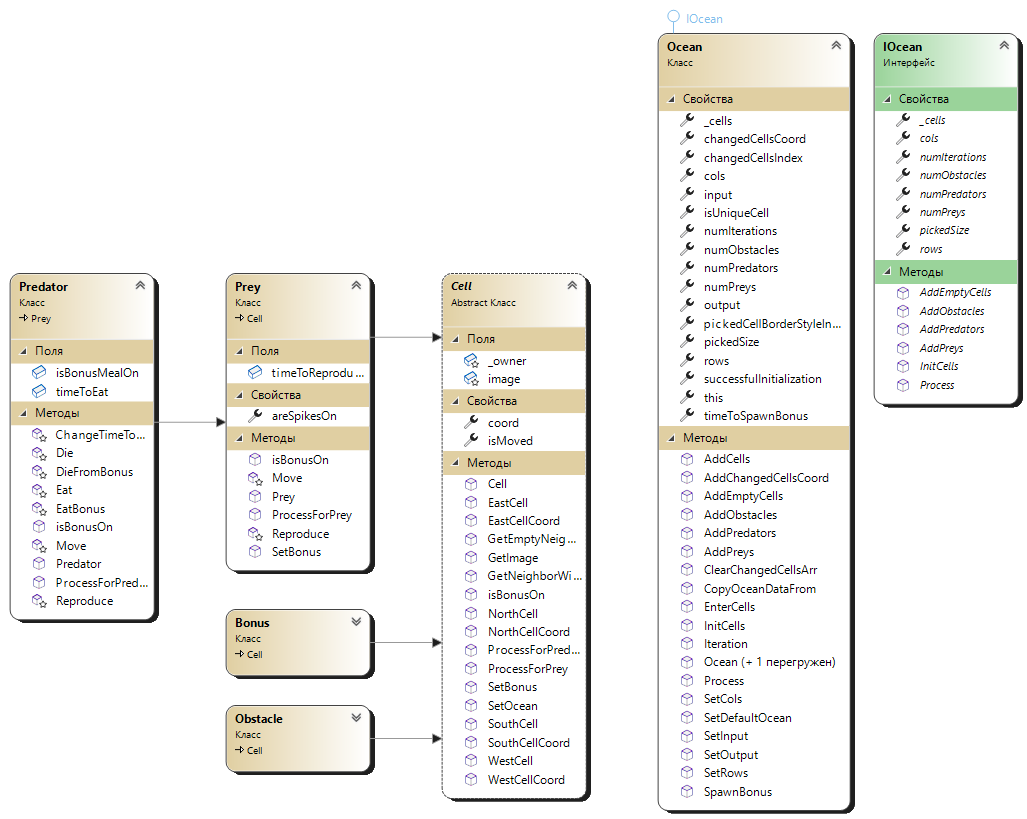 Predator
Класс
Prey
Поля
isBonusMealOn
timeToEat
Методы
ChangeTimeTo...
Die
DieFromBonus
Eat
EatBonus
isBonusOn
Move
Predator
ProcessForPred...
Reproduce
Prey
Класс
Cell
Поля
timeToReprodu...
Свойства
areSpikesOn
Методы
isBonusOn
Move
Prey
ProcessForPrey
Reproduce
SetBonus
Bonus
Класс
Cell
Obstacle
Класс
Cell
Cell
Abstract Класс
Поля
_owner
image
Свойства
coord
isMoved
Методы
Cell
EastCell
EastCellCoord
GetEmptyNeig...
GetImage
GetNeighborWi...
isBonusOn
NorthCell
NorthCellCoord
ProcessForPred...
ProcessForPrey
SetBonus
SetOcean
SouthCell
SouthCellCoord
WestCell
WestCellCoord
IOcean
Ocean
Класс
Свойства
_cells
changedCellsCoord
changedCellsIndex
cols
input
isUniqueCell
numIterations
numObstacles
numPredators
numPreys
output
pickedCellBorderStyleIn...
pickedSize
rows
successfulInitialization
this
timeToSpawnBonus
Методы
AddCells
AddChangedCellsCoord
AddEmptyCells
AddObstacles
AddPredators
AddPreys
ClearChangedCellsArr
CopyOceanDataFrom
EnterCells
InitCells
Iteration
Ocean (+ 1 перегружен)
Process
SetCols
SetDefaultOcean
SetInput
SetOutput
SetRows
SpawnBonus
IOcean
Интерфейс
Свойства
_cells
cols
numIterations
numObstacles
numPredators
numPreys
pickedSize
rows
Методы
AddEmptyCells
AddObstacles
AddPredators
AddPreys
InitCells
Process